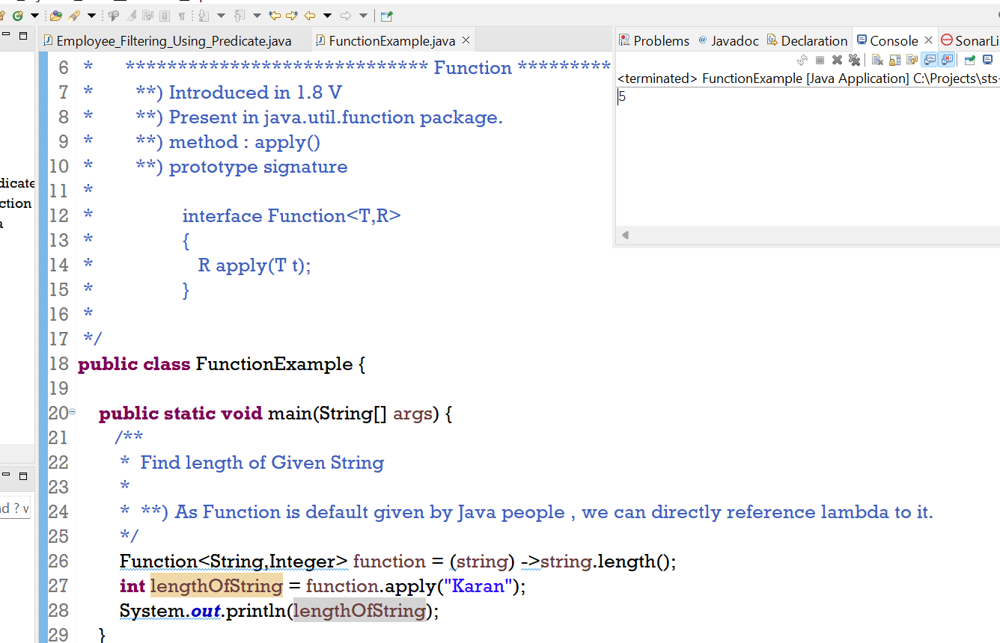 Employee_Filtering_Using_Predicate.java
FunctionExample.java
Problems @ Javadoc Declaration Console SonarLi
<terminated> FunctionExample [Java Application] C:\Projects\sts-
5
dicate
ction
a
nd ? v
6 * ***************************** Function *********
7 * **) Introduced in 1.8 V
8 * **) Present in java.util.function package.
9 * **) method : apply()
10 * **) prototype signature
11 *
12 * interface Function<T,R>
13 * {
14 * R apply(T t);
15 * }
16 *
17 */
18 public class FunctionExample {
19
20 public static void main(String[] args) {
21 /**
22 * Find length of Given String
23 *
24 * **) As Function is default given by Java people , we can directly reference lambda to it.
25 */
26 Function<String,Integer> function = (string) ->string.length();
27 int lengthOfString = function.apply("Karan");
28 System.out.println(lengthOfString);
29 }